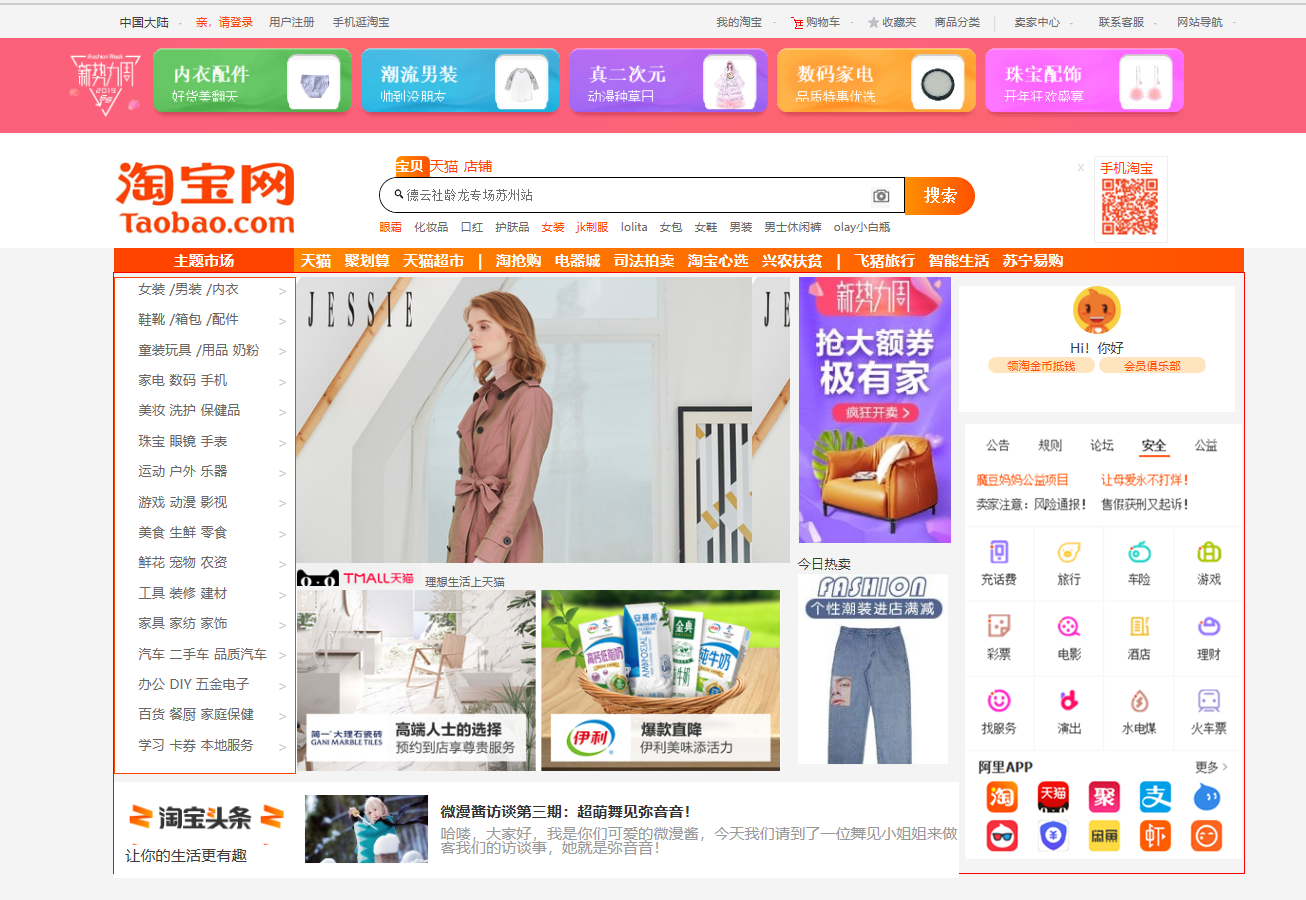 中国大陆 亲，请登录 用户注册 手机逛淘宝 我的淘宝 购物车 收藏夹 商品分类 卖家中心 联系客服 网站导航
iFashion Week
新势力周
2019
内衣配件
好货美翻天
潮流男装
帅到没朋友
真二次元
动漫种草日
数码家电
品质特惠优选
珠宝配饰
开年狂欢盛宴
淘宝网
Taobao.com
宝贝 天猫 店铺
德云社龄龙专场苏州站
搜索
眼霜 化妆品 口红 护肤品 女装 jk制服 lolita 女包 女鞋 男装 男士休闲裤 olay小白瓶
x
手机淘宝
主题市场 天猫 聚划算 天猫超市 | 淘抢购 电器城 司法拍卖 淘宝心选 兴农扶贫 | 飞猪旅行 智能生活 苏宁易购
女装 /男装 /内衣 >
鞋靴 /箱包 /配件 >
童装玩具 /用品 奶粉 >
家电 数码 手机 >
美妆 洗护 保健品 >
珠宝 眼镜 手表 >
运动 户外 乐器 >
游戏 动漫 影视 >
美食 生鲜 零食 >
鲜花 宠物 农资 >
工具 装修 建材 >
家具 家纺 家饰 >
汽车 二手车 品质汽车 >
办公 DIY 五金电子 >
百货 餐厨 家庭保健 >
学习 卡券 本地服务 >
JESSIE
JE
TMALL天猫 理想生活上天猫
简一大理石瓷砖
GANI MARBLE TILES
高端人士的选择
预约到店享尊贵服务
高钙低脂奶
安慕希
AMBPOEIAL
金典
纯牛奶
伊利
爆款直降
伊利美味添活力
新势力周
抢大额券
极有家
疯狂开卖 >
今日热卖
FASHION
个性潮装进店满减
Hi！你好
领淘金币抵钱 会员俱乐部
公告 规则 论坛 安全 公益
魔豆妈妈公益项目 让母爱永不打烊！
卖家注意：风险通报！ 售假获刑又起诉！
充话费 旅行 车险 游戏
彩票 电影 酒店 理财
找服务 演出 水电煤 火车票
阿里APP 更多 >
淘 天猫 聚 支
闲鱼 虾
淘宝头条
让你的生活更有趣
微漫酱访谈第三期：超萌舞见弥音音！
哈喽，大家好，我是你们可爱的微漫酱，今天我们请到了一位舞见小姐姐来做
客我们的访谈事，她就是弥音音！